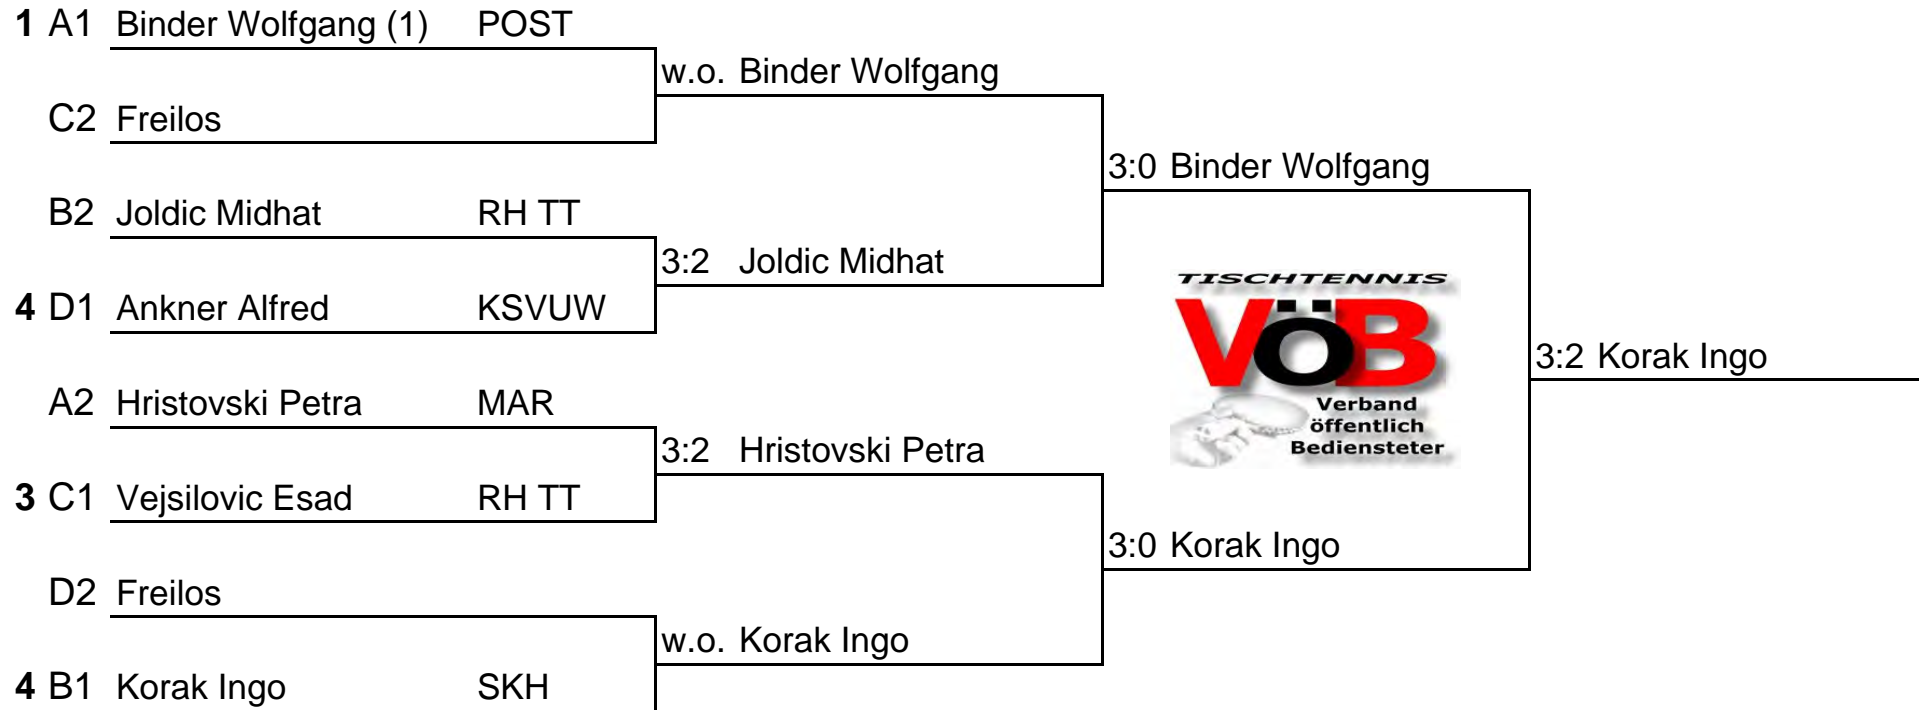 1 A1 Binder Wolfgang (1) POST
w.o. Binder Wolfgang
C2 Freilos
3:0 Binder Wolfgang
B2 Joldic Midhat RH TT
3:2 Joldic Midhat
4 D1 Ankner Alfred KSVUW
TISCHTENNIS
VöB
Verband
öffentlich
Bediensteter
3:2 Korak Ingo
A2 Hristovski Petra MAR
3:2 Hristovski Petra
3 C1 Vejsilovic Esad RH TT
3:0 Korak Ingo
D2 Freilos
w.o. Korak Ingo
4 B1 Korak Ingo SKH